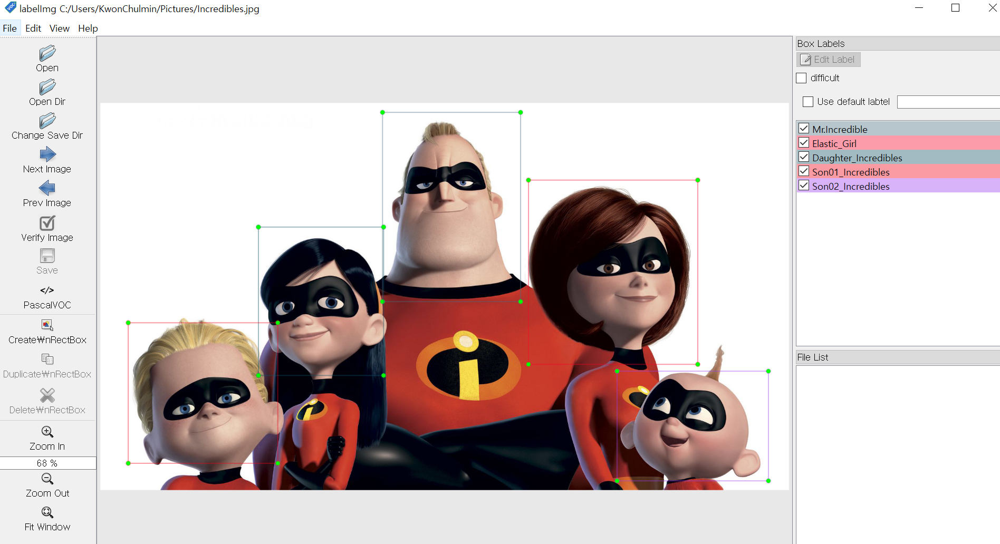 labelImg C:/Users/KwonChulmin/Pictures/Incredibles.jpg
File Edit View Help
Open
Open Dir
Change Save Dir
Next Image
Prev Image
Verify Image
Save
</>
PascalVOC
Create₩nRectBox
Duplicate₩nRectBox
Delete₩nRectBox
Zoom In
68 %
Zoom Out
Fit Window
i
i
Box Labels
Edit Label
difficult
Use default labtel
Mr.Incredible
Elastic_Girl
Daughter_Incredibles
Son01_Incredibles
Son02_Incredibles
File List